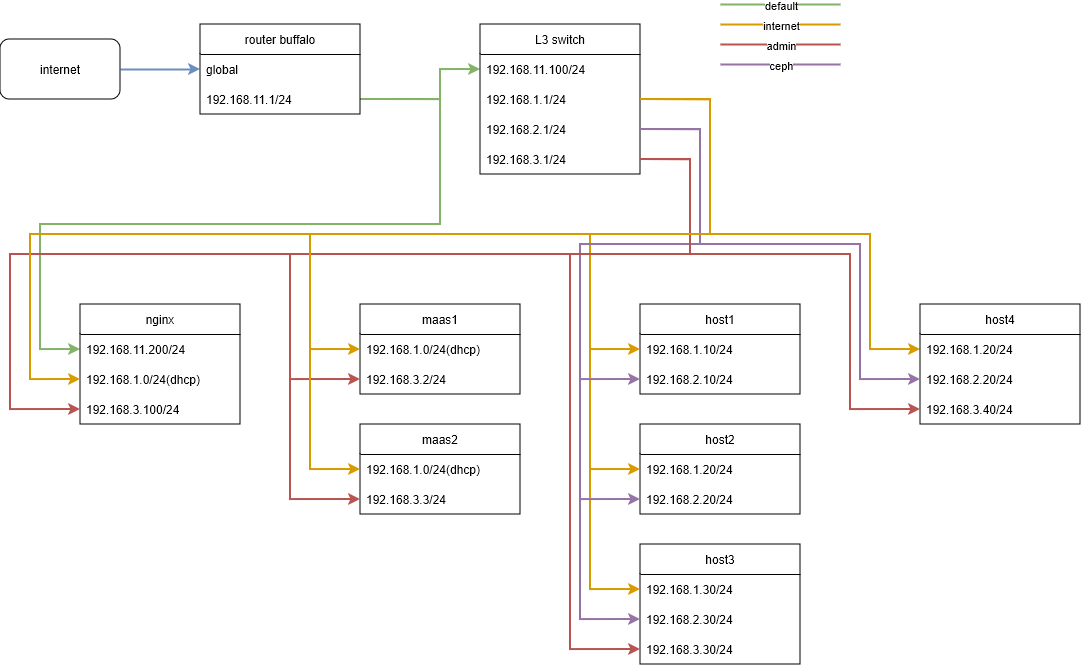 default
internet
admin
ceph
internet
router buffalo
global
192.168.11.1/24
L3 switch
192.168.11.100/24
192.168.1.1/24
192.168.2.1/24
192.168.3.1/24
nginx
192.168.11.200/24
192.168.1.0/24(dhcp)
192.168.3.100/24
maas1
192.168.1.0/24(dhcp)
192.168.3.2/24
maas2
192.168.1.0/24(dhcp)
192.168.3.3/24
host1
192.168.1.10/24
192.168.2.10/24
host2
192.168.1.20/24
192.168.2.20/24
host3
192.168.1.30/24
192.168.2.30/24
192.168.3.30/24
host4
192.168.1.20/24
192.168.2.20/24
192.168.3.40/24